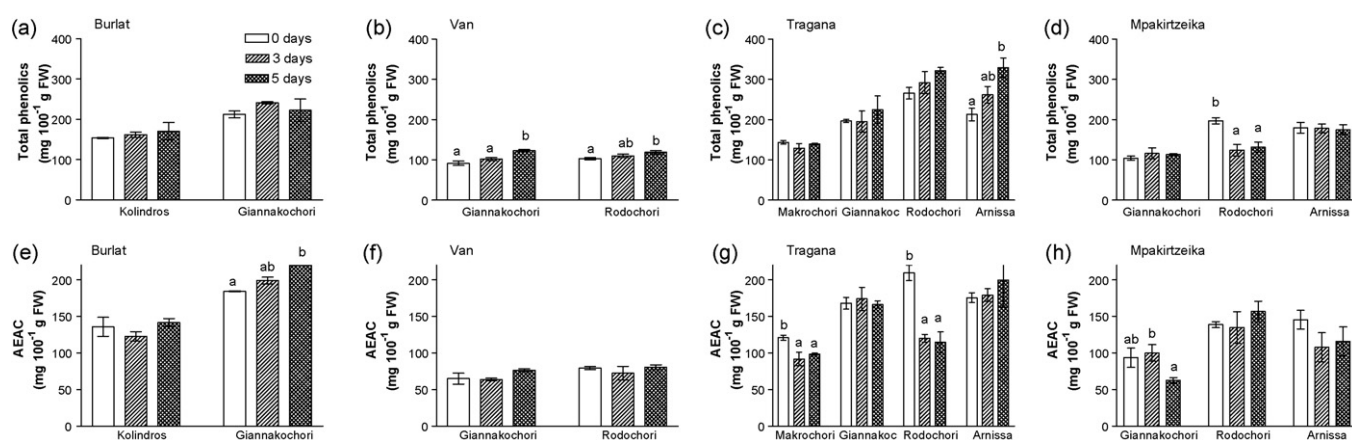 (a) Burlat
Total phenolics
(mg 100⁻¹ g FW)
400
300
200
100
0
0 days
3 days
5 days
Kolindros Giannakochori
(b) Van
Total phenolics
(mg 100⁻¹ g FW)
400
300
200
100
0
a a b a ab b
Giannakochori Rodochori
(c) Tragana
Total phenolics
(mg 100⁻¹ g FW)
400
300
200
100
0
a ab b
Makrochori Giannakoc Rodochori Arnissa
(d) Mpakirtzeika
Total phenolics
(mg 100⁻¹ g FW)
400
300
200
100
0
b a a
Giannakochori Rodochori Arnissa
(e) Burlat
AEAC
(mg 100⁻¹ g FW)
200
150
100
50
0
a ab b
Kolindros Giannakochori
(f) Van
AEAC
(mg 100⁻¹ g FW)
200
150
100
50
0
Giannakochori Rodochori
(g) Tragana
AEAC
(mg 100⁻¹ g FW)
200
150
100
50
0
b a a b a a
Makrochori Giannakoc Rodochori Arnissa
(h) Mpakirtzeika
AEAC
(mg 100⁻¹ g FW)
200
150
100
50
0
ab b a
Giannakochori Rodochori Arnissa